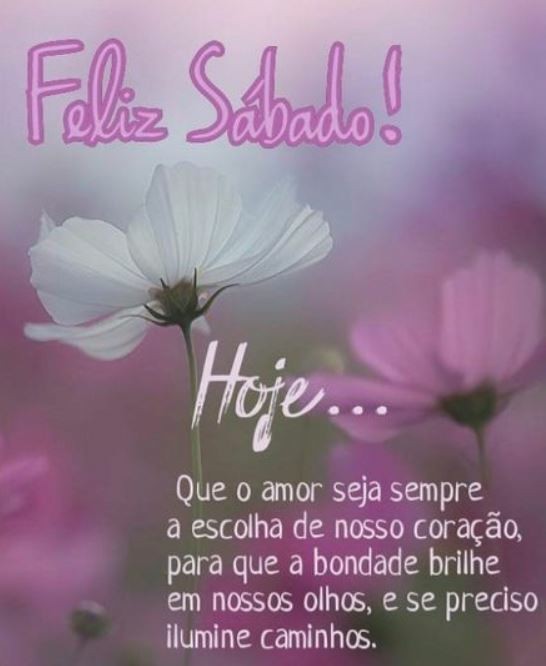 Feliz Sábado!
Hoje...
Que o amor seja sempre
a escolha de nosso coração,
para que a bondade brilhe
em nossos olhos, e se preciso
ilumine caminhos.